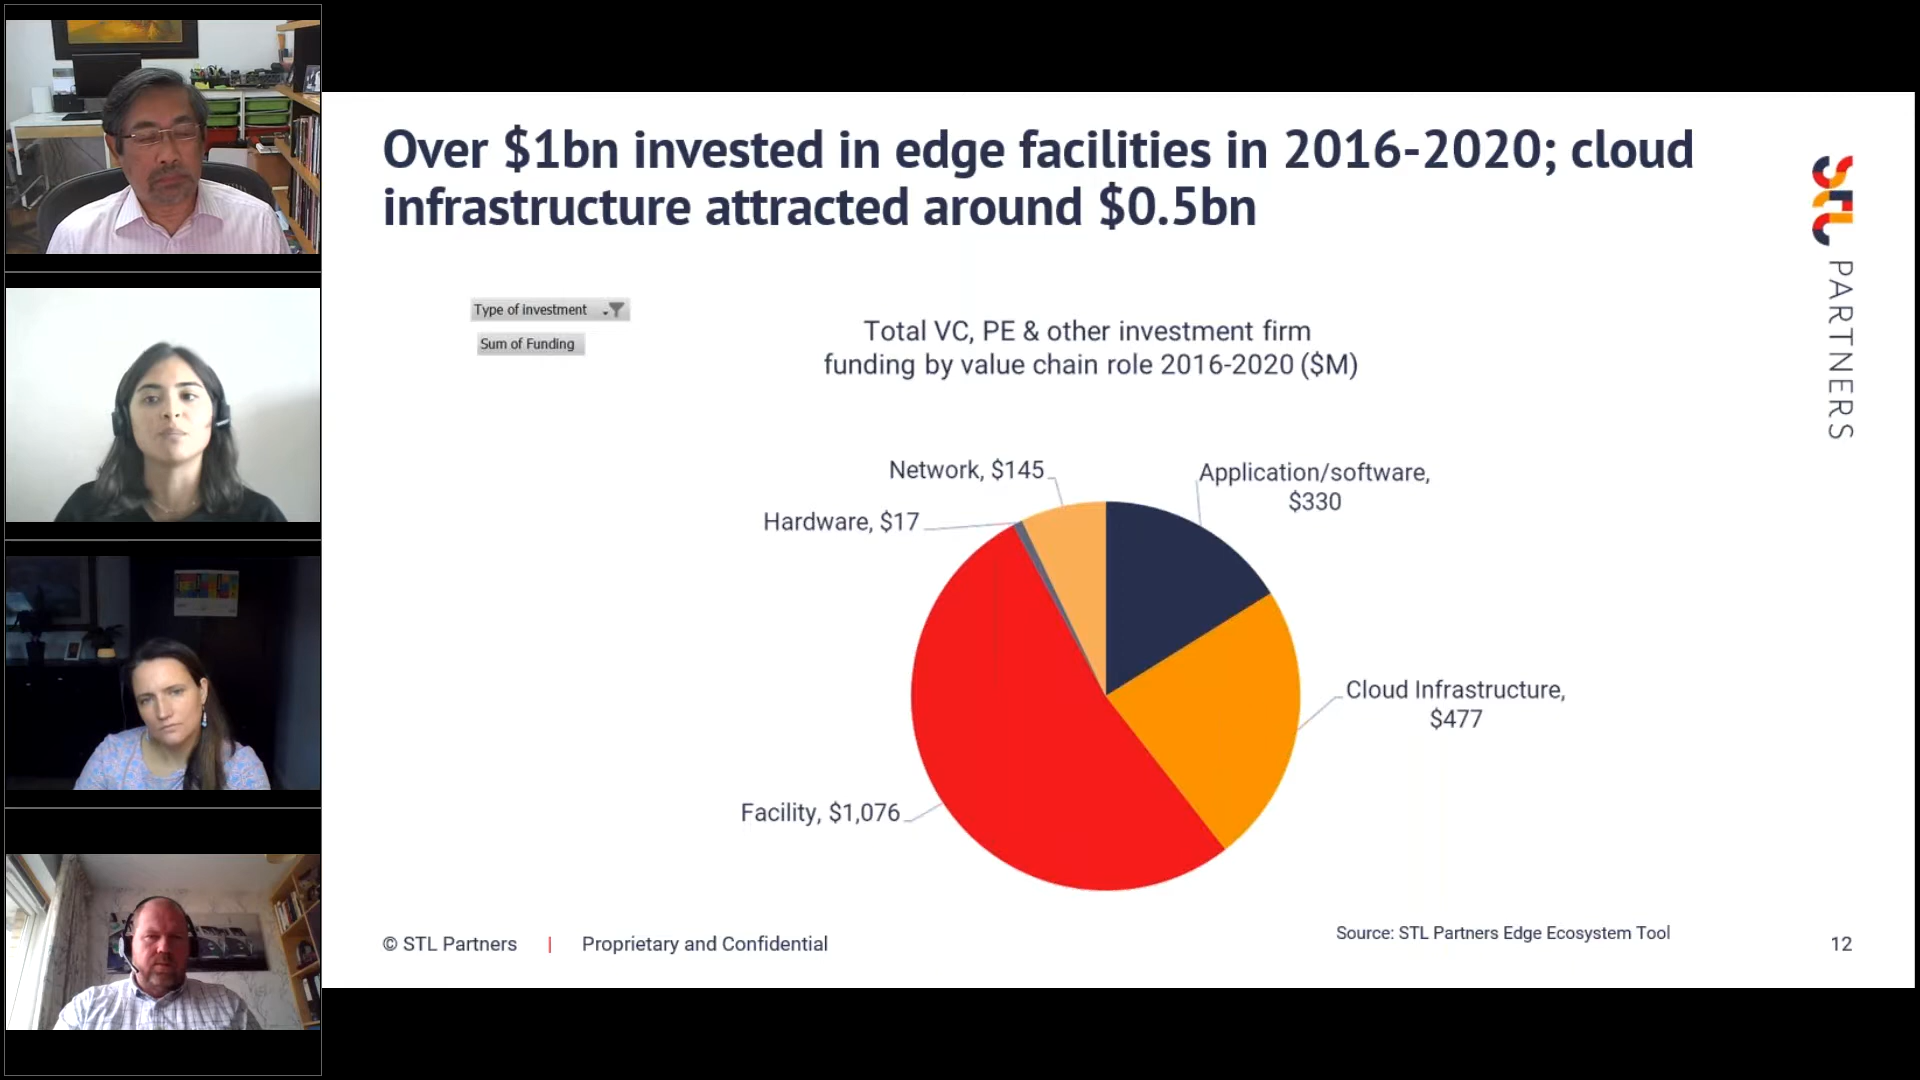 Over $1bn invested in edge facilities in 2016-2020; cloud
infrastructure attracted around $0.5bn
STL
PARTNERS
Type of investment
Sum of Funding
Total VC, PE & other investment firm
funding by value chain role 2016-2020 ($M)
Network, $145
Application/software,
$330
Hardware, $17
Cloud Infrastructure,
$477
Facility, $1,076
© STL Partners | Proprietary and Confidential
Source: STL Partners Edge Ecosystem Tool
12